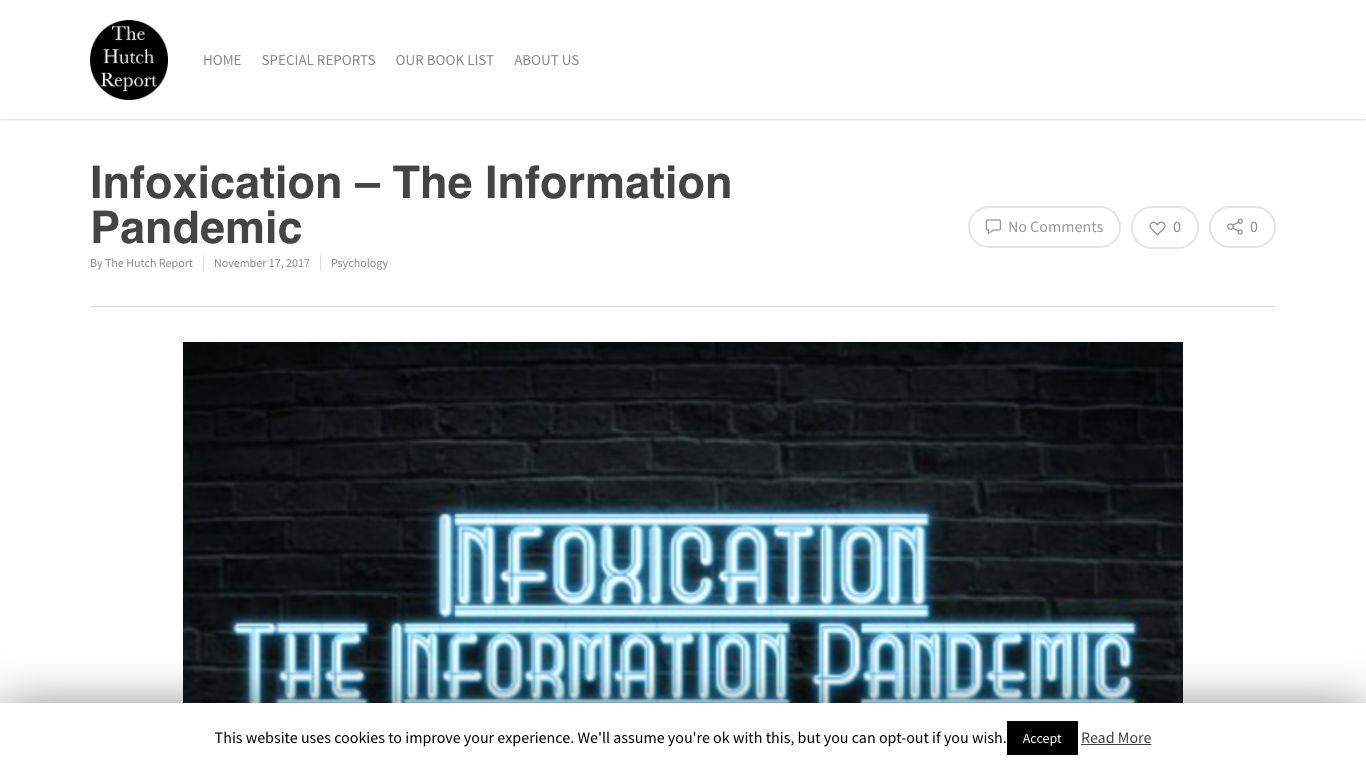 The
Hutch
Report
HOME SPECIAL REPORTS OUR BOOK LIST ABOUT US
Infoxication – The Information
Pandemic
No Comments 0 0
By The Hutch Report November 17, 2017 Psychology
INFOXICATION
THE INFORMATION PANDEMIC
This website uses cookies to improve your experience. We'll assume you're ok with this, but you can opt-out if you wish. Accept Read More